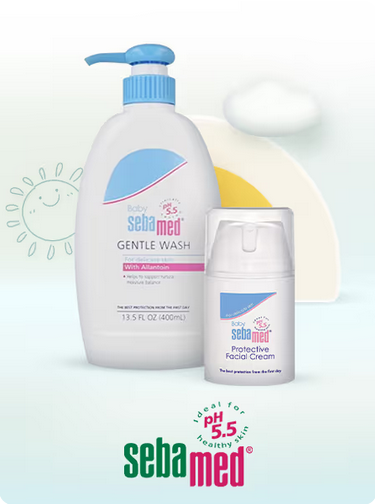 Baby
sebamed®
pH 5.5
GENTLE WASH
For delicate skin
With Allantoin
Helps to support natural
moisture balance
THE BEST PROTECTION FROM THE FIRST DAY
13.5 FL OZ (400mL)
Baby
pH 5.5
sebamed®
Protective
Facial Cream
The best protection from the first day
Ideal for
pH
5.5
healthy skin
sebamed®